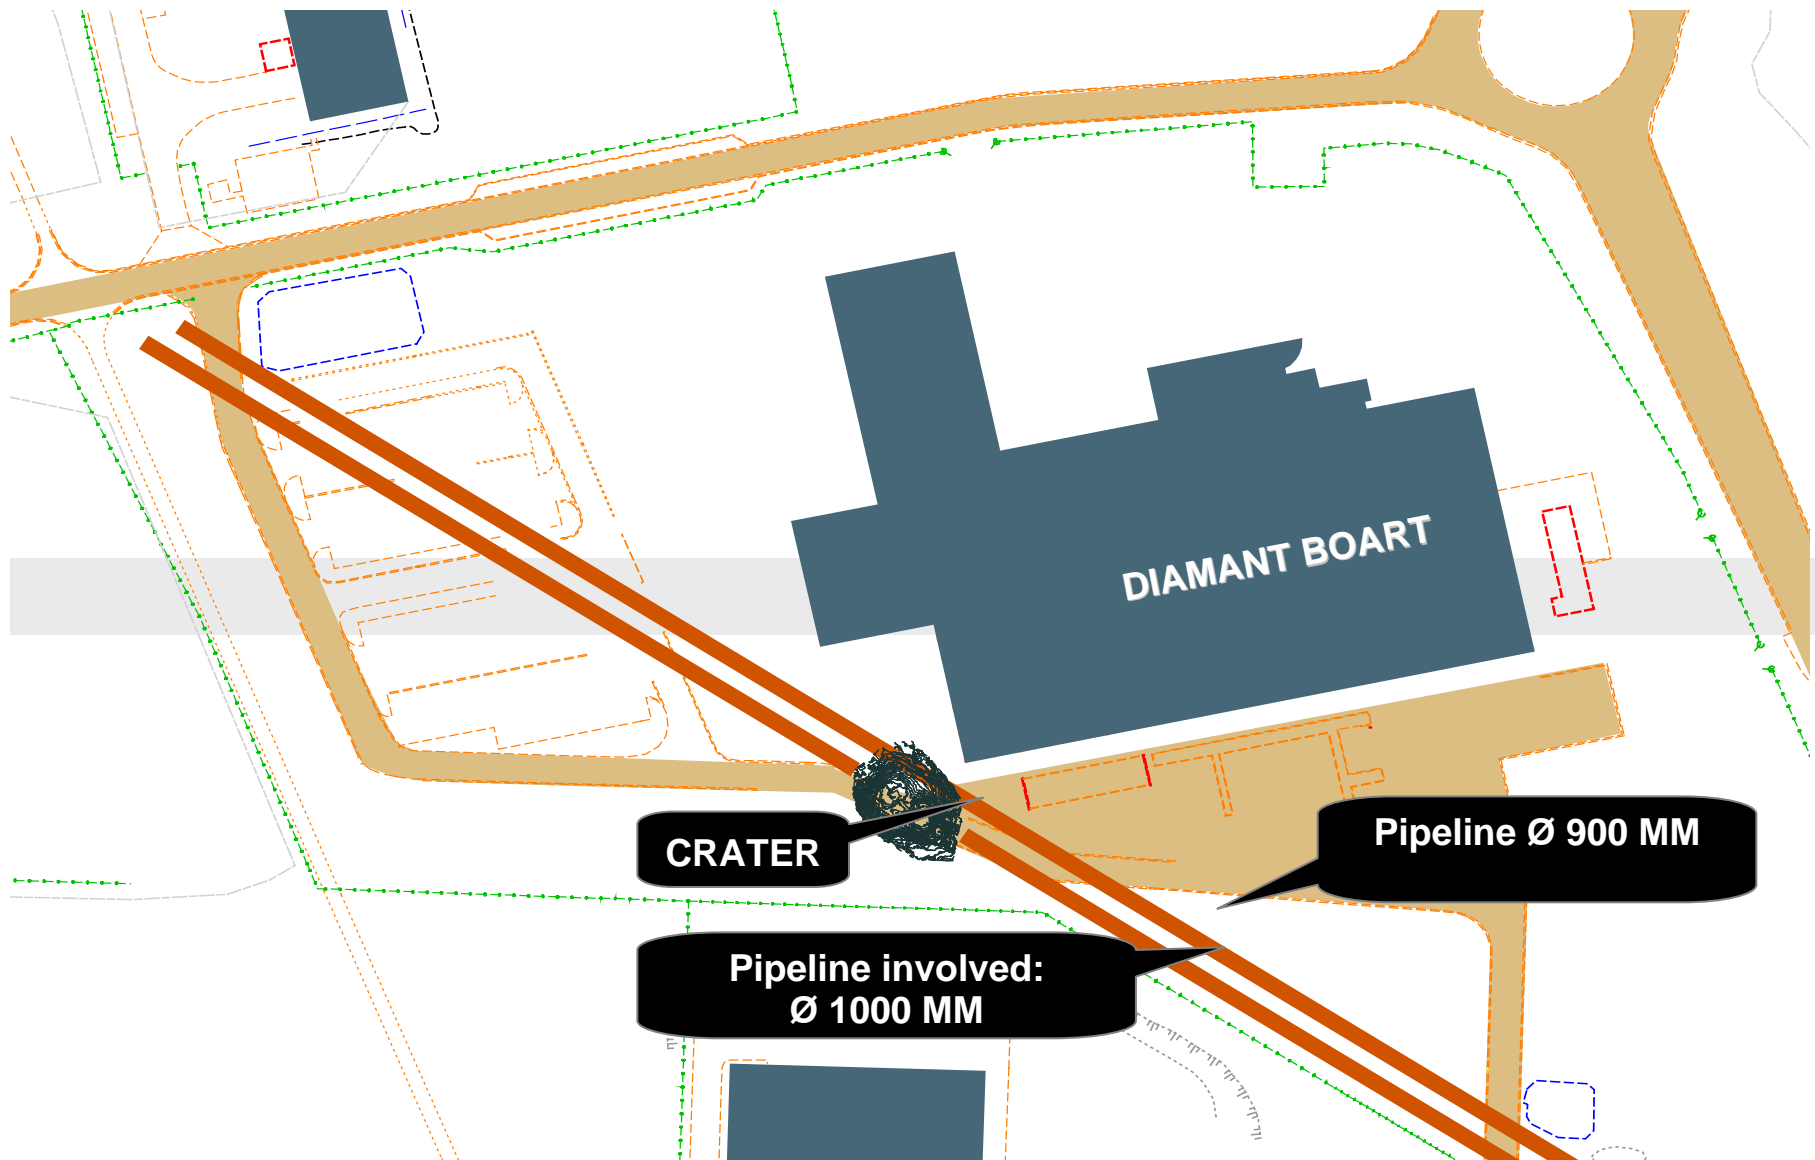 DIAMANT BOART
CRATER
Pipeline Ø 900 MM
Pipeline involved:
Ø 1000 MM